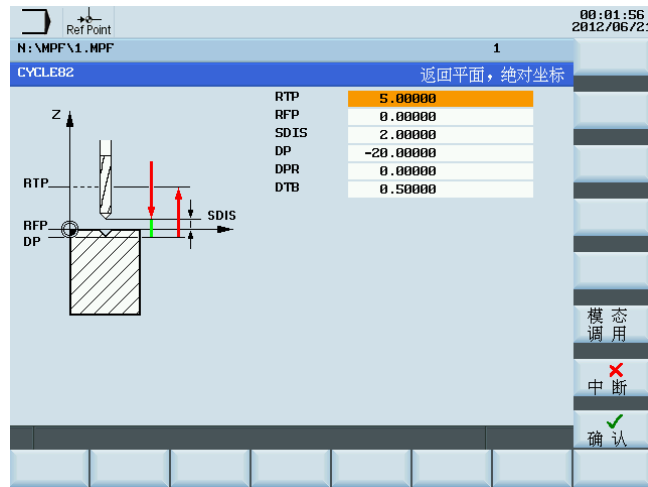 Ref Point
00:01:56
2012/06/2
N:\MPF\1.MPF 1
CYCLE82 返回平面，绝对坐标
RTP 5.00000
RFP 0.00000
SDIS 2.00000
DP -20.00000
DPR 0.00000
DTB 0.50000
Z
RTP
SDIS
RFP
DP
模态
调用
中断
确认